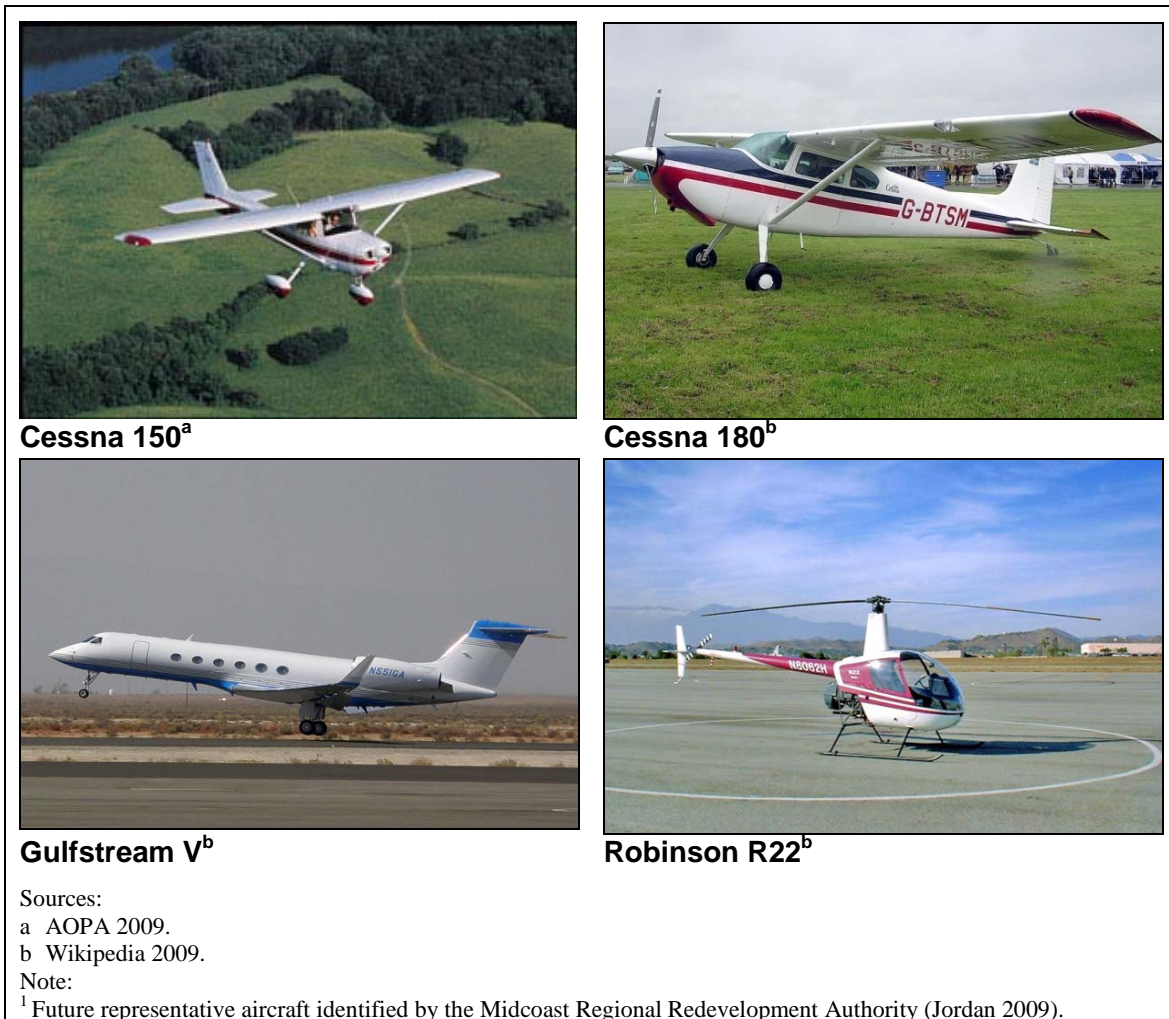 Cessna 150a
Cessna 180b
G-BTSM
N551GA
N8062H
Gulfstream Vb
Robinson R22b
Sources:
a AOPA 2009.
b Wikipedia 2009.
Note:
1 Future representative aircraft identified by the Midcoast Regional Redevelopment Authority (Jordan 2009).